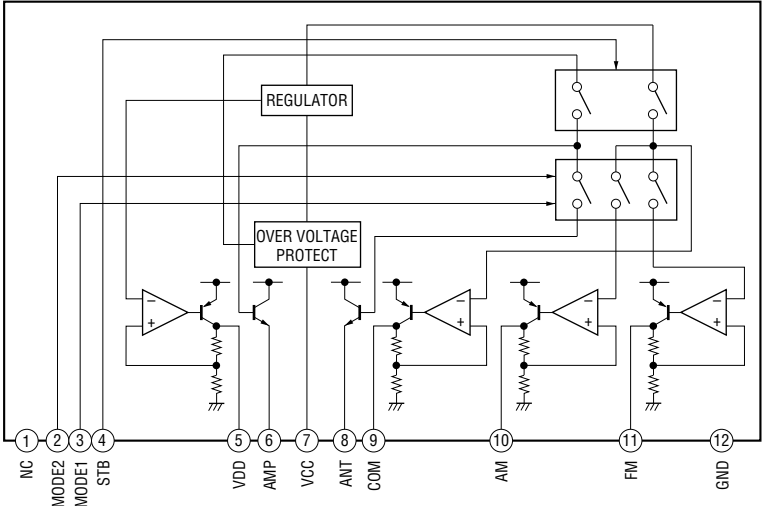 REGULATOR
OVER VOLTAGE
PROTECT
−
+
−
+
−
+
−
+
1
2
3
4
5
6
7
8
9
10
11
12
NC
MODE2
MODE1
STB
VDD
AMP
VCC
ANT
COM
AM
FM
GND